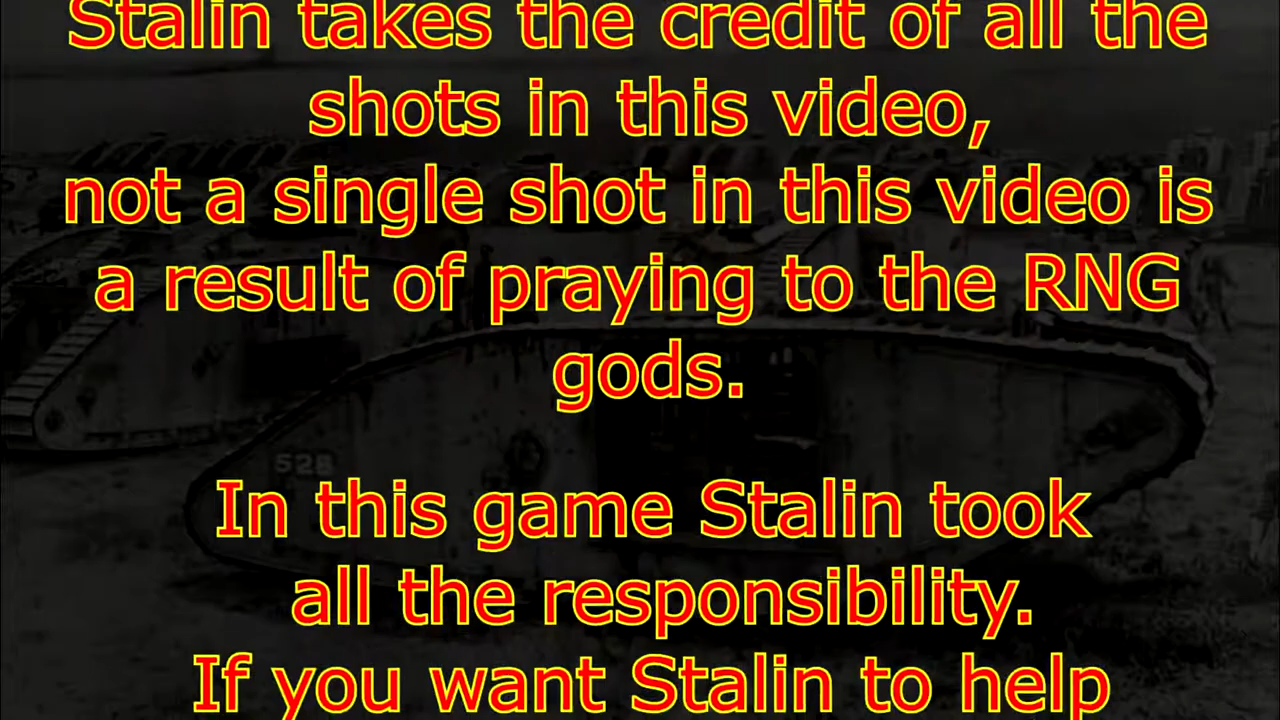 Stalin takes the credit of all the
shots in this video,
not a single shot in this video is
a result of praying to the RNG
gods.
In this game Stalin took
all the responsibility.
If you want Stalin to help
528